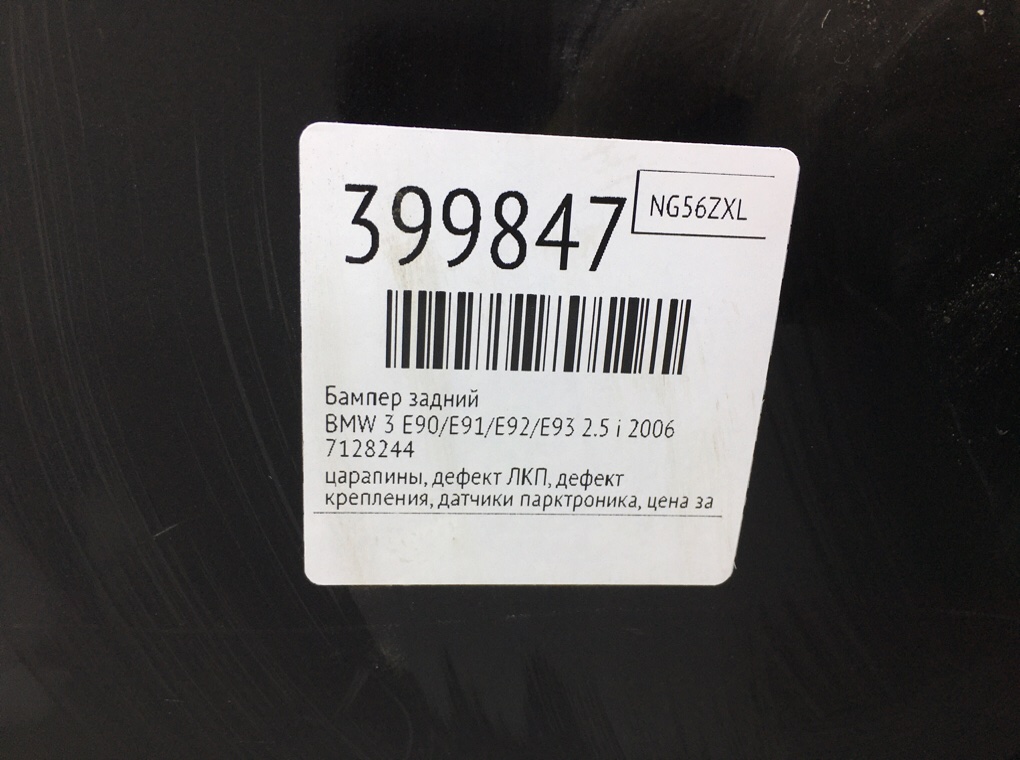 399847
NG56ZXL
Бампер задний
BMW 3 E90/E91/E92/E93 2.5 i 2006
7128244
царапины, дефект ЛКП, дефект
крепления, датчики парктроника, цена за